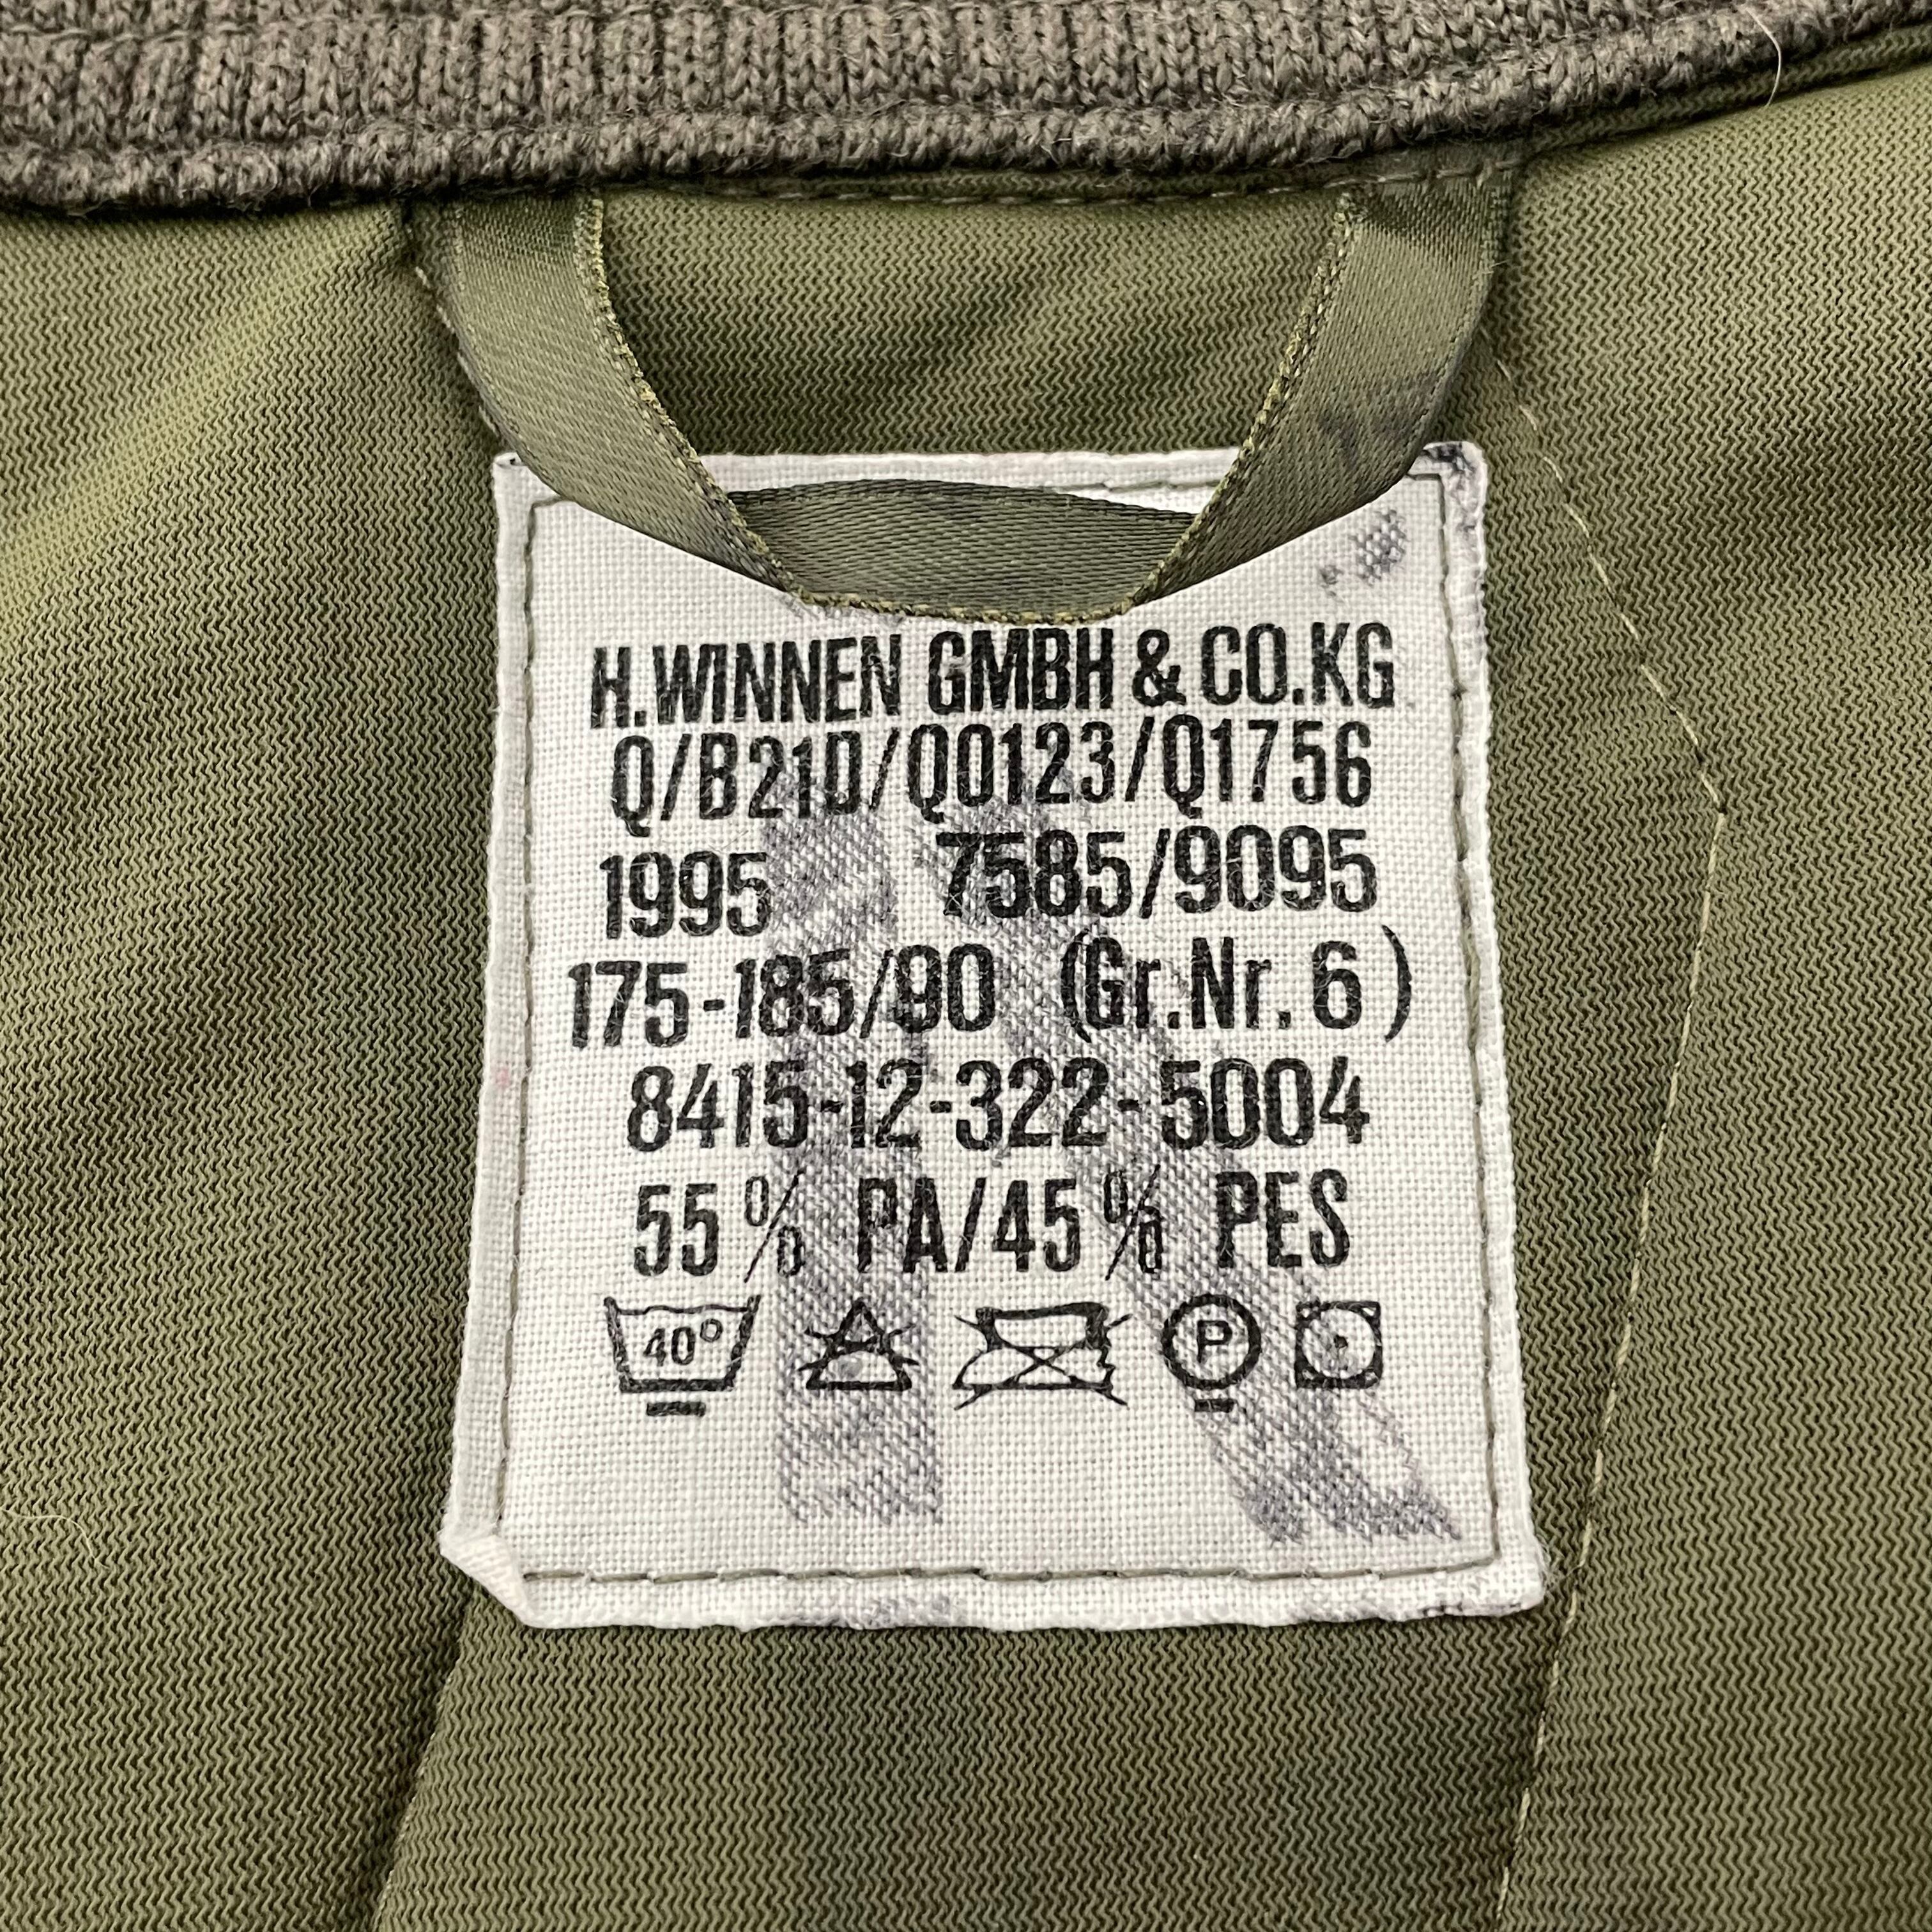 H.WINNEN GMBH & CO.KG
Q/B21D/Q0123/Q1756
1995 7585/9095
175-185/90 (Gr.Nr. 6)
8415-12-322-5004
55% PA/45% PES
40° P